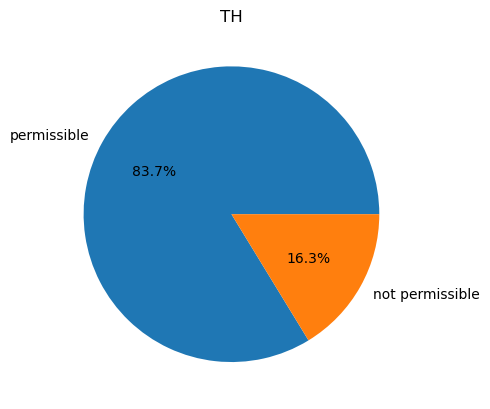 TH
permissible
83.7%
16.3%
not permissible